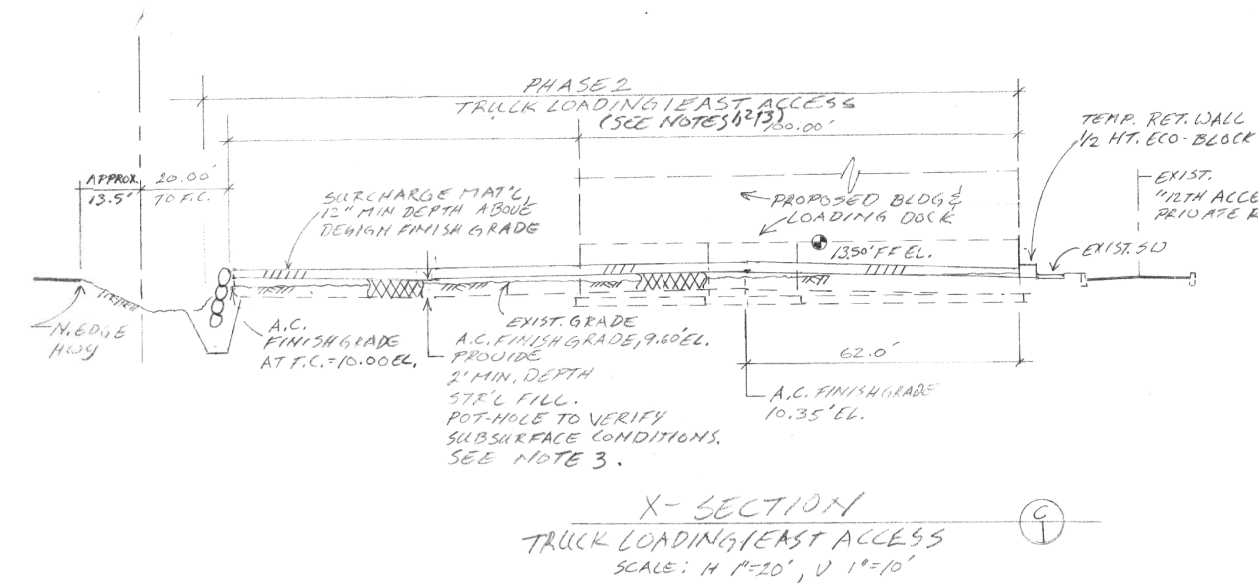 PHASE 2
TRUCK LOADING/EAST ACCESS
(SEE NOTES 1,2,3)
100.00'
TEMP. RET. WALL
1/2 HT. ECO-BLOCK
APPROX.
13.5'
20.00'
TO F.C.
SURCHARGE MAT'L,
12" MIN DEPTH ABOVE
DESIGN FINISH GRADE
PROPOSED BLDG &
LOADING DOCK
EXIST.
"12TH ACCE
PRIVATE R
13.50' FF EL.
EXIST. SW
N. EDGE
HWY
A.C.
FINISH GRADE
AT F.C. = 10.00 EL.
EXIST. GRADE
A.C. FINISH GRADE, 9.60' EL.
PROVIDE
2' MIN. DEPTH
STR'L FILL.
POT-HOLE TO VERIFY
SUBSURFACE CONDITIONS.
SEE NOTE 3.
62.0'
A.C. FINISH GRADE
10.35' EL.
X-SECTION
C
1
TRUCK LOADING/EAST ACCESS
SCALE: H 1"=20', V 1"=10'